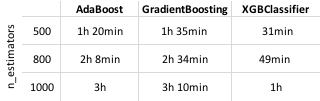 AdaBoost GradientBoosting XGBClassifier
n_estimators
500 1h 20min 1h 35min 31min
800 2h 8min 2h 34min 49min
1000 3h 3h 10min 1h